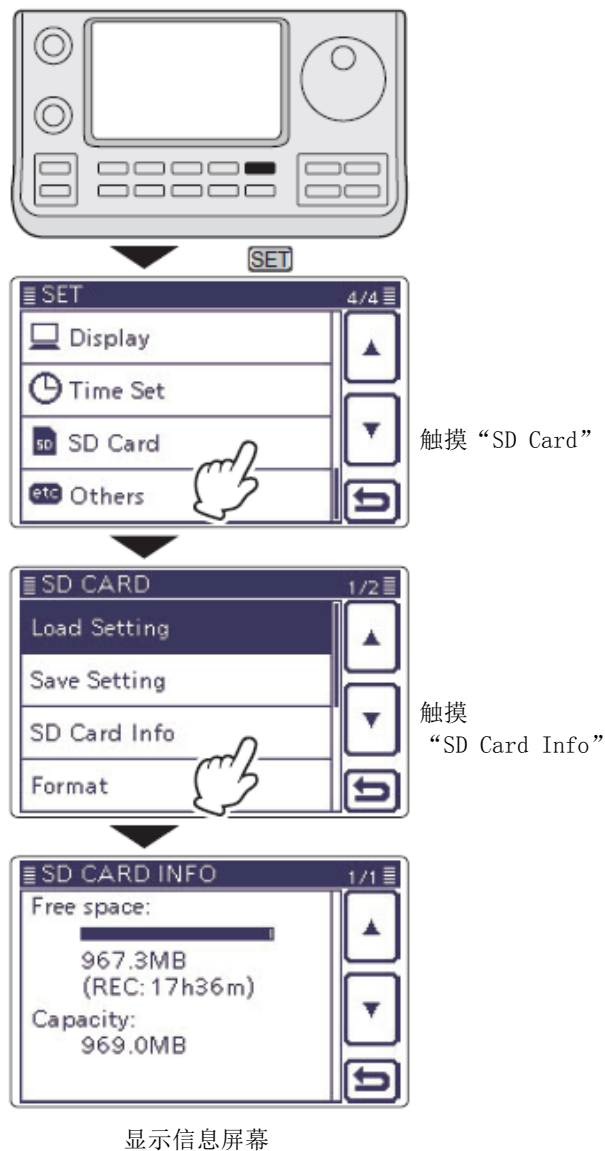 SET
SET 4/4
Display
Time Set
SD SD Card
etc Others
触摸“SD Card”
SD CARD 1/2
Load Setting
Save Setting
SD Card Info
Format
触摸
“SD Card Info”
SD CARD INFO 1/1
Free space:
967.3MB
(REC: 17h36m)
Capacity:
969.0MB
显示信息屏幕